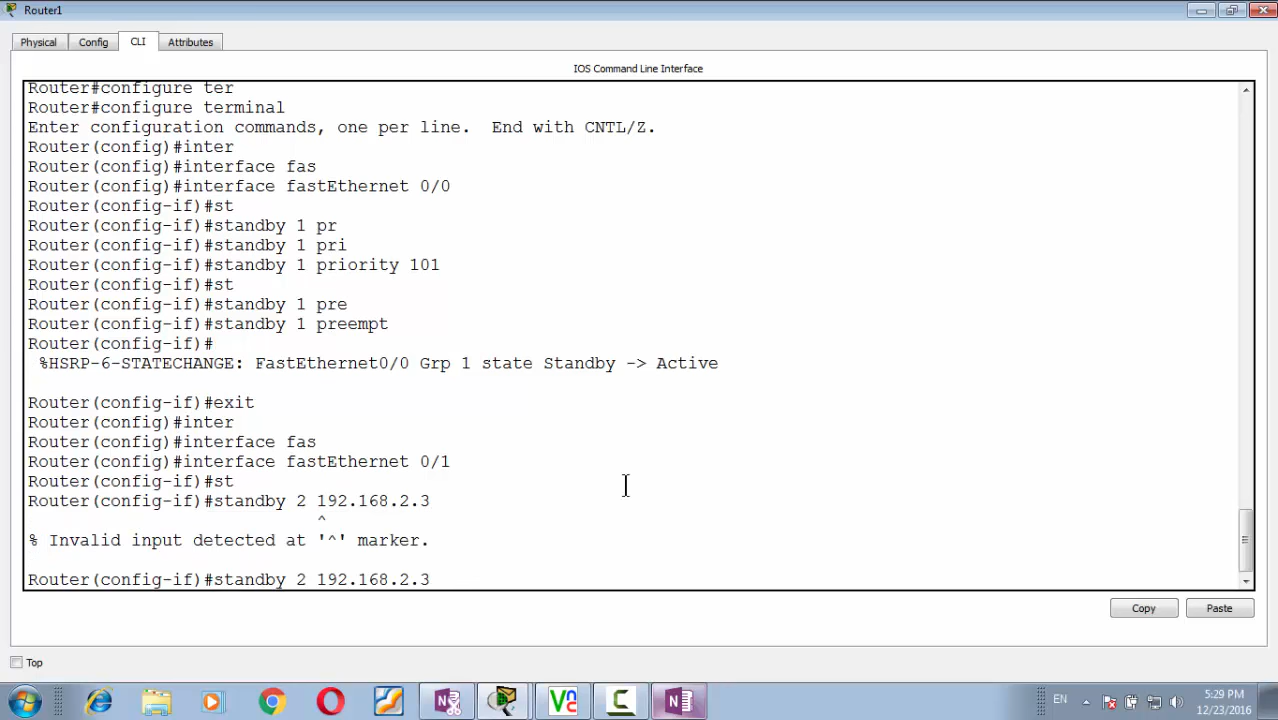 Router1
Physical
Config
CLI
Attributes
IOS Command Line Interface
Router#configure ter
Router#configure terminal
Enter configuration commands, one per line.  End with CNTL/Z.
Router(config)#inter
Router(config)#interface fas
Router(config)#interface fastEthernet 0/0
Router(config-if)#st
Router(config-if)#standby 1 pr
Router(config-if)#standby 1 pri
Router(config-if)#standby 1 priority 101
Router(config-if)#st
Router(config-if)#standby 1 pre
Router(config-if)#standby 1 preempt
Router(config-if)#
%HSRP-6-STATECHANGE: FastEthernet0/0 Grp 1 state Standby -> Active
Router(config-if)#exit
Router(config)#inter
Router(config)#interface fas
Router(config)#interface fastEthernet 0/1
Router(config-if)#st
Router(config-if)#standby 2 192.168.2.3
^
% Invalid input detected at '^' marker.
Router(config-if)#standby 2 192.168.2.3
Copy
Paste
Top
EN
5:29 PM
12/23/2016